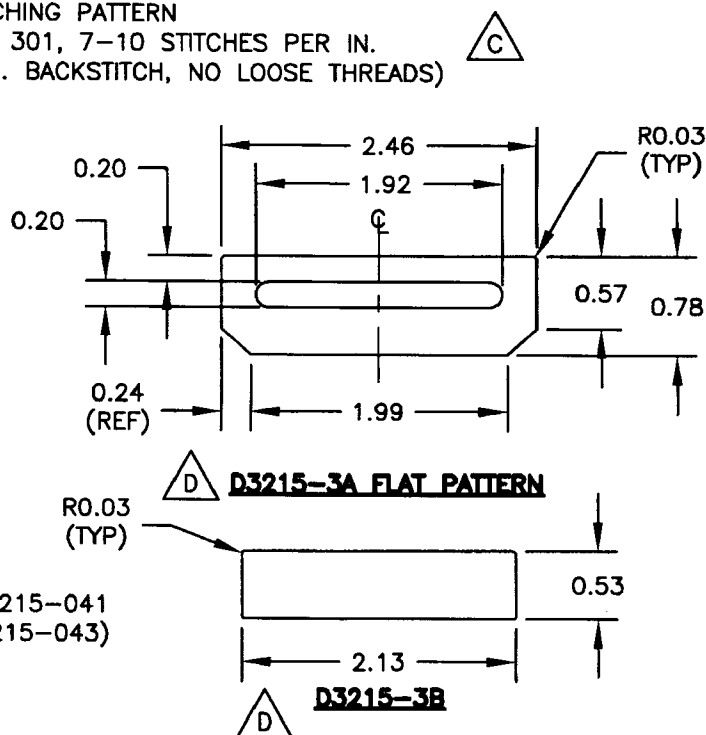 CHING PATTERN
301, 7-10 STITCHES PER IN.
. BACKSTITCH, NO LOOSE THREADS)
C
2.46
R0.03
(TYP)
0.20
1.92
0.20
℄
0.57
0.78
0.24
(REF)
1.99
D
D3215-3A FLAT PATTERN
R0.03
(TYP)
0.53
215-041
215-043)
2.13
D3215-3B
D